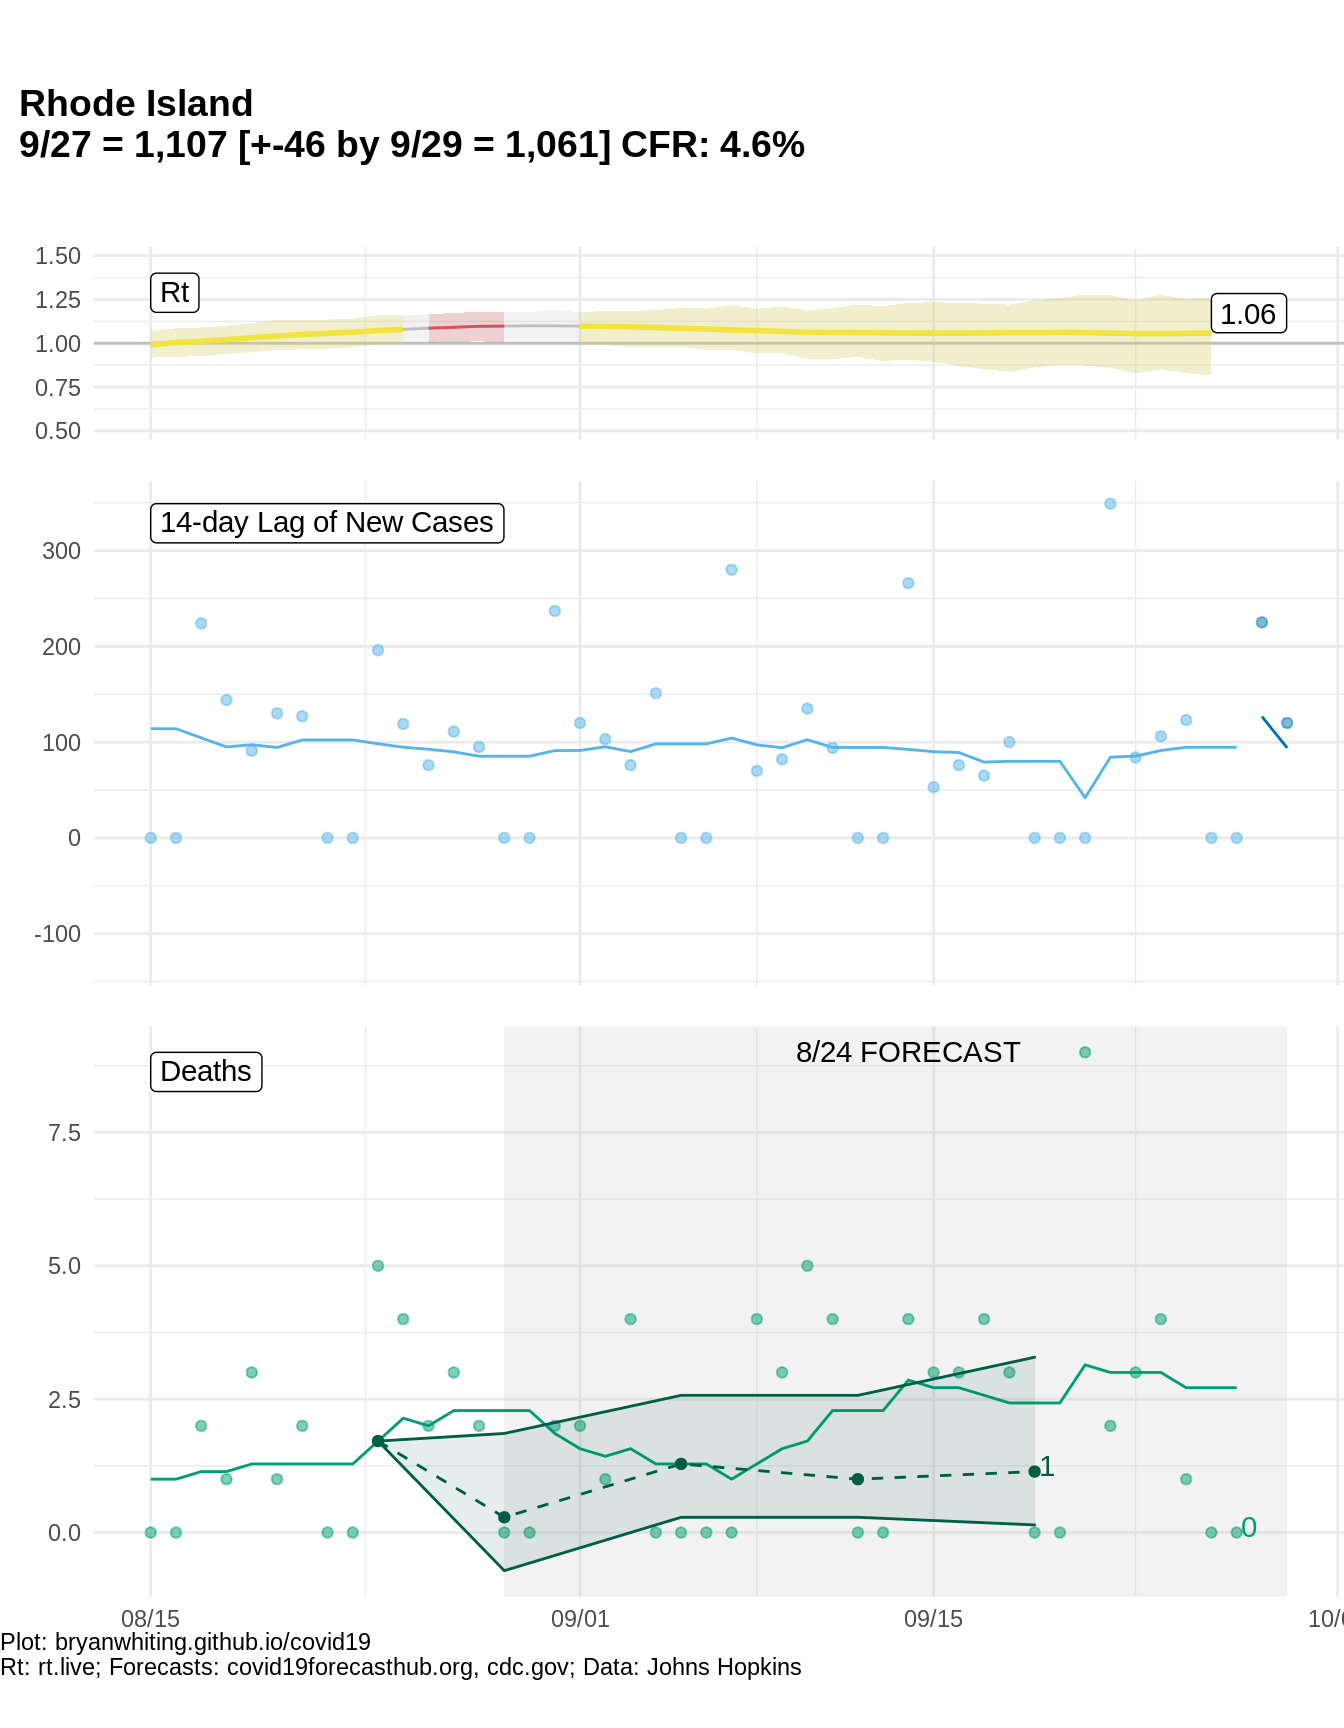 Rhode Island
9/27 = 1,107 [+-46 by 9/29 = 1,061] CFR: 4.6%
1.50
Rt
1.25
1.06
1.00
0.75
0.50
14-day Lag of New Cases
300
200
100
0
-100
8/24 FORECAST
Deaths
7.5
5.0
2.5
1
0.0
0
08/15 09/01 09/15
Plot: bryanwhiting.github.io/covid19
Rt: rt.live; Forecasts: covid19forecasthub.org, cdc.gov; Data: Johns Hopkins